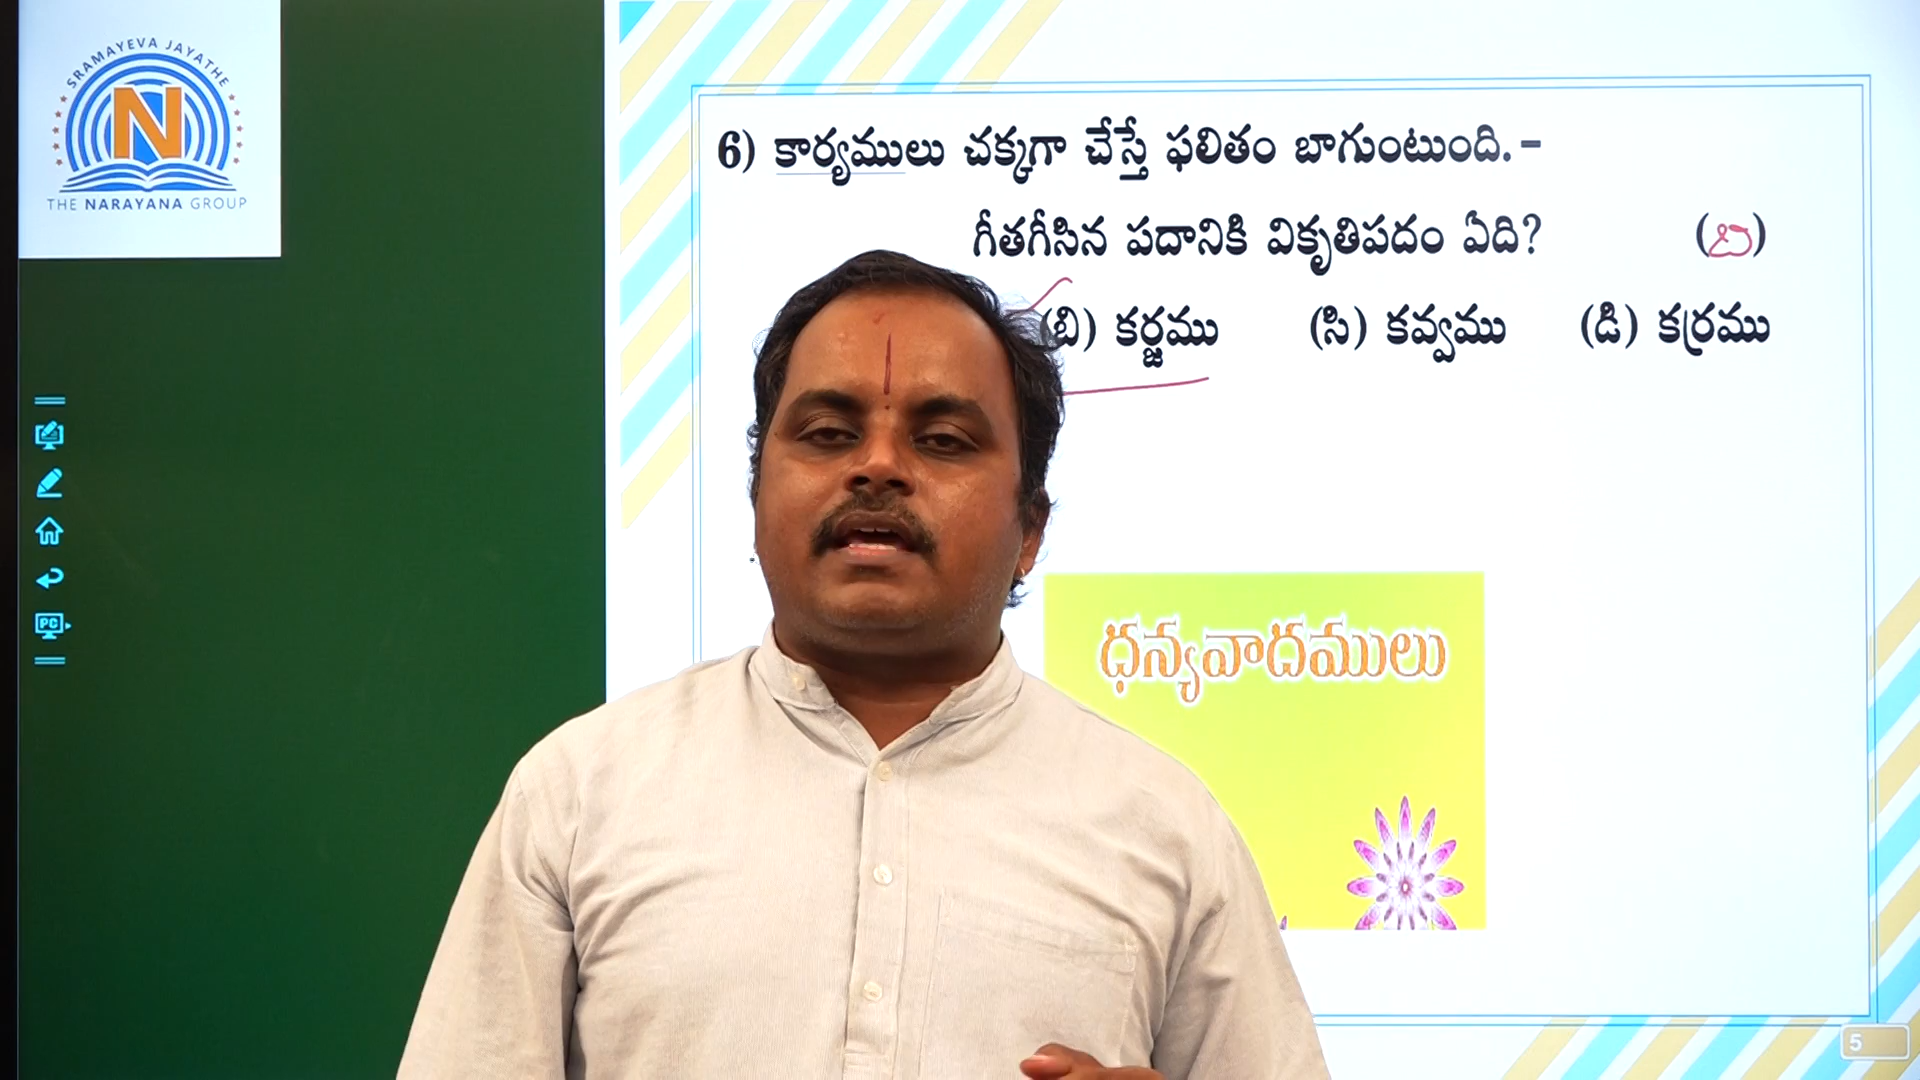 SRAMAYEVA JAYATHE
N
THE NARAYANA GROUP
6) కార్యములు చక్కగా చేస్తే ఫలితం బాగుంటుంది. –
గీతగీసిన పదానికి వికృతిపదం ఏది? (బి)
(బి) కర్జము (సి) కవ్వము (డి) కర్రము
ధన్యవాదములు
PC
5